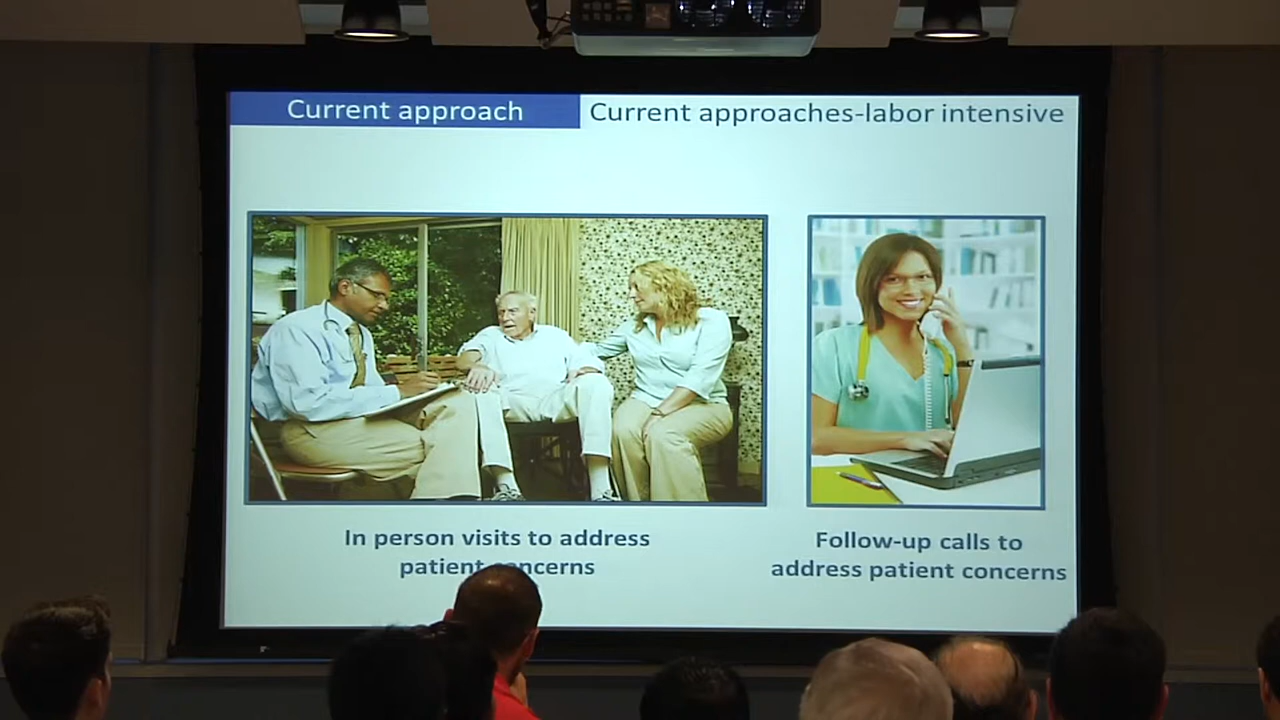 Current approach
Current approaches-labor intensive
In person visits to address
patient concerns
Follow-up calls to
address patient concerns